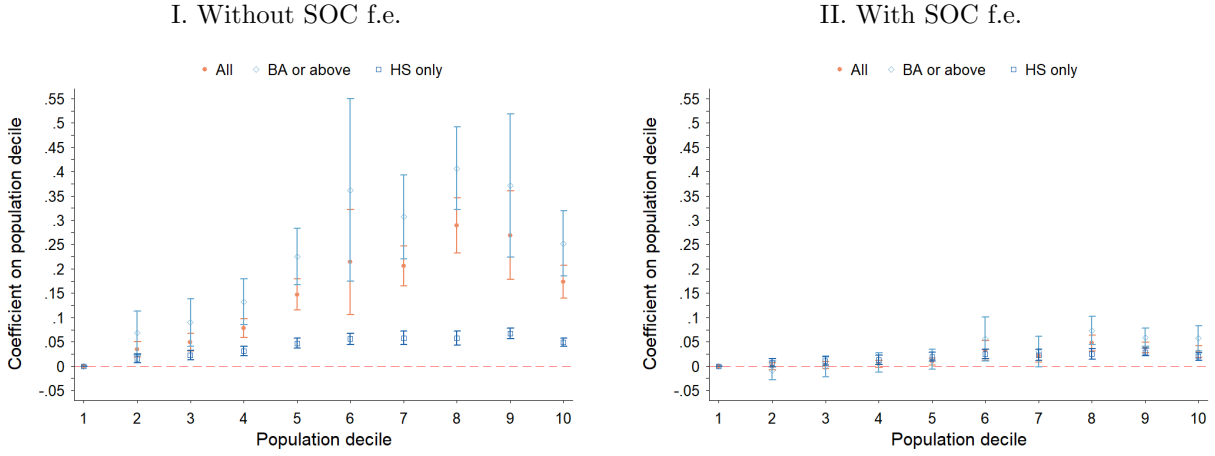 I. Without SOC f.e.
All BA or above HS only
Coefficient on population decile
.55
.5
.45
.4
.35
.3
.25
.2
.15
.1
.05
0
-.05
1 2 3 4 5 6 7 8 9 10
Population decile
II. With SOC f.e.
All BA or above HS only
Coefficient on population decile
.55
.5
.45
.4
.35
.3
.25
.2
.15
.1
.05
0
-.05
1 2 3 4 5 6 7 8 9 10
Population decile